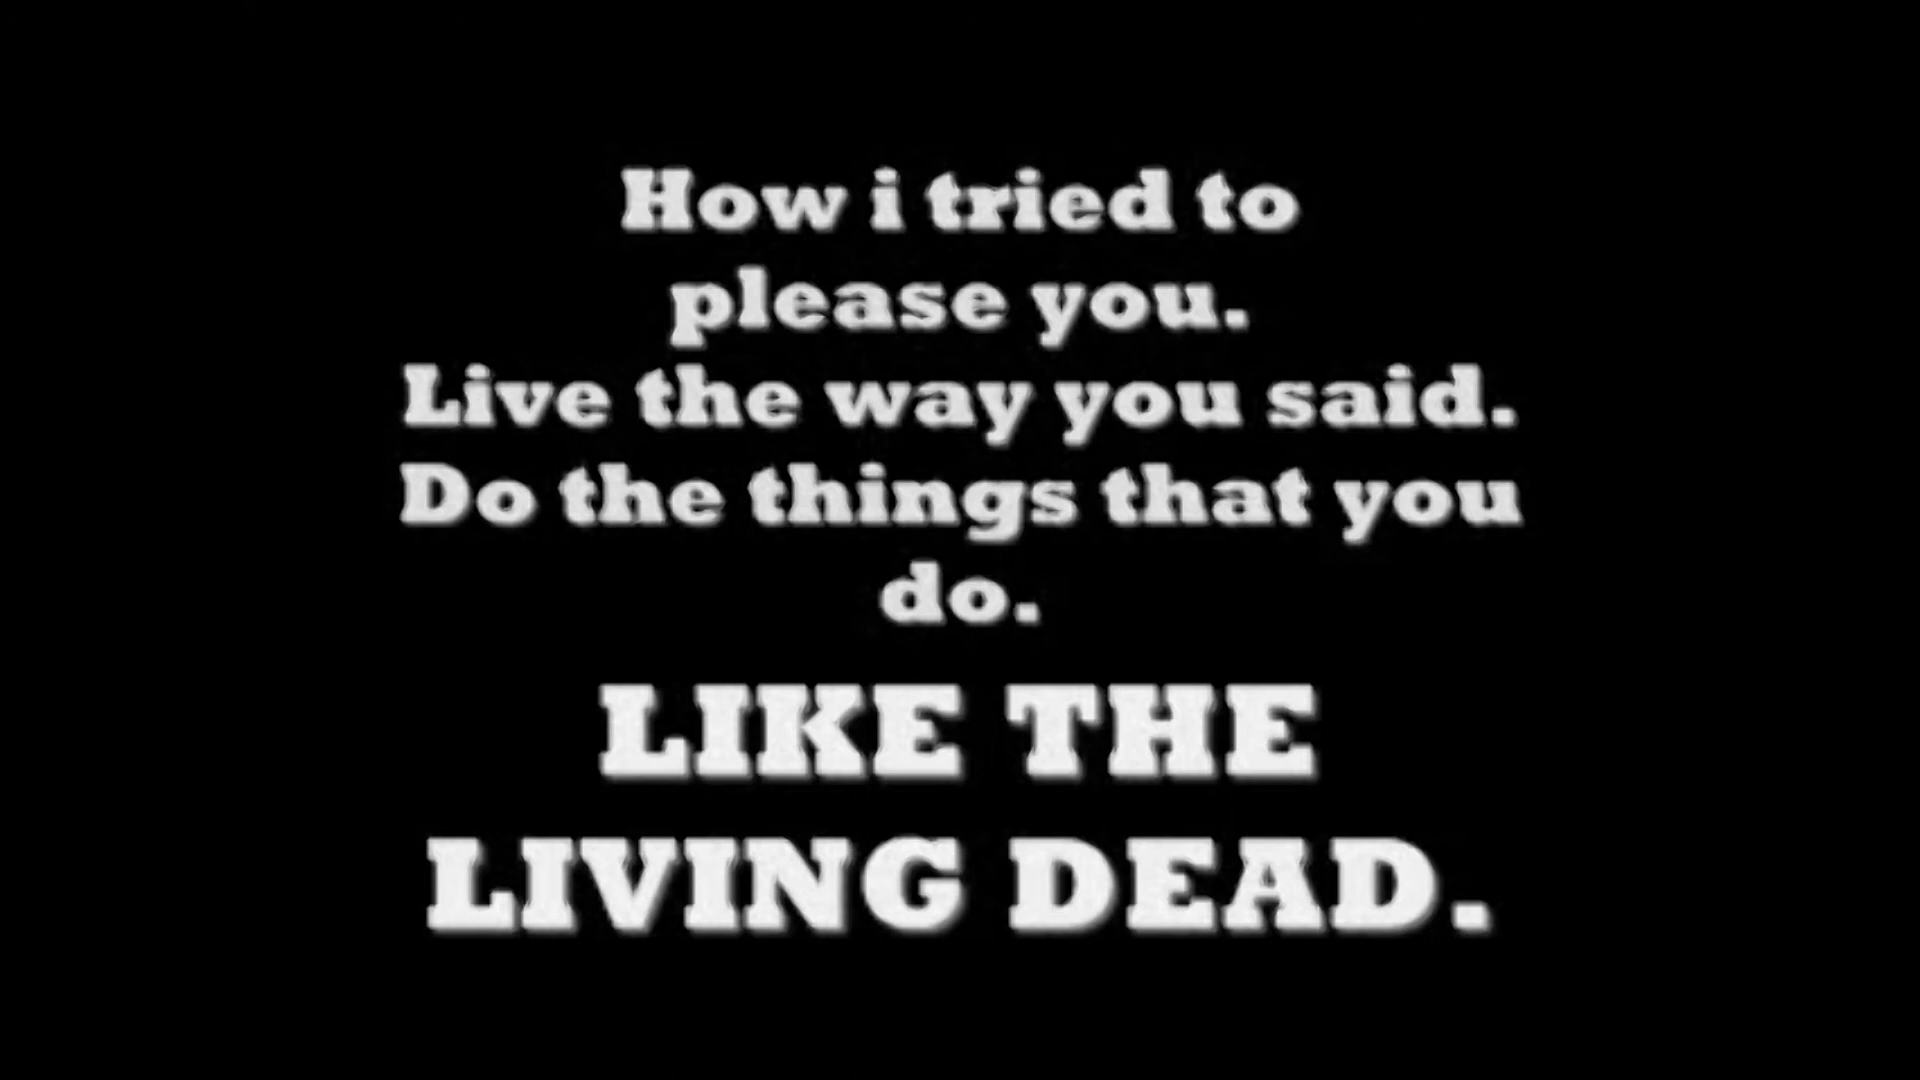 How i tried to
please you.
Live the way you said.
Do the things that you
do.
LIKE THE
LIVING DEAD.